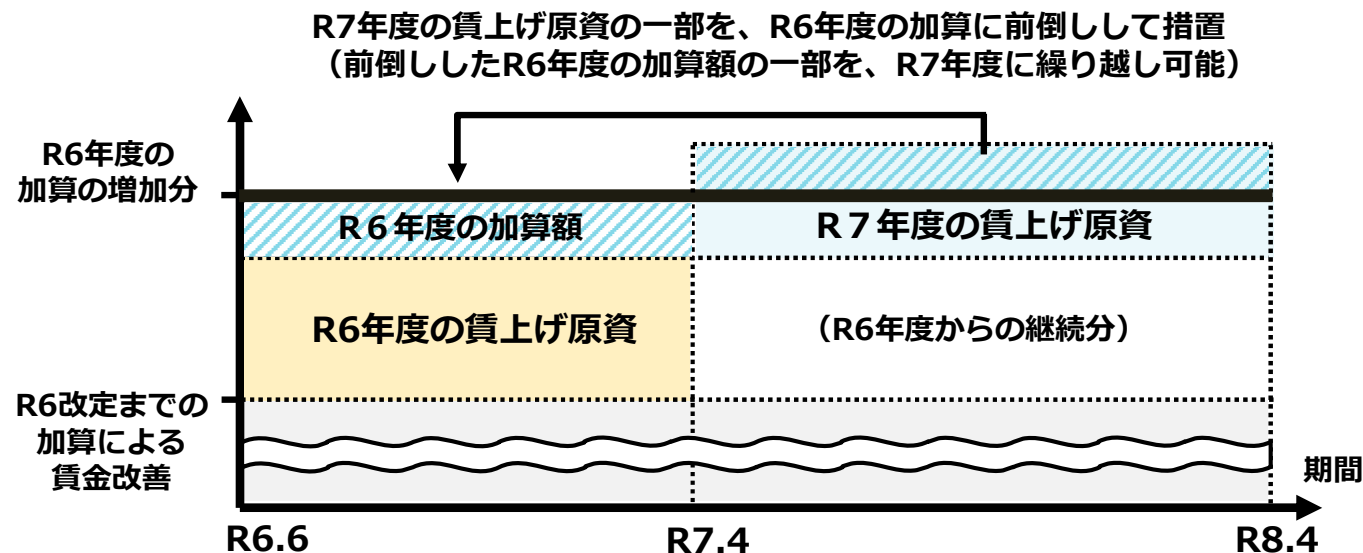 R7年度の賃上げ原資の一部を、R6年度の加算に前倒しして措置
（前倒ししたR6年度の加算額の一部を、R7年度に繰り越し可能）
R6年度の
加算の増加分
R６年度の加算額
R７年度の賃上げ原資
R6年度の賃上げ原資
（R6年度からの継続分）
R6改定までの
加算による
賃金改善
期間
R6.6
R7.4
R8.4